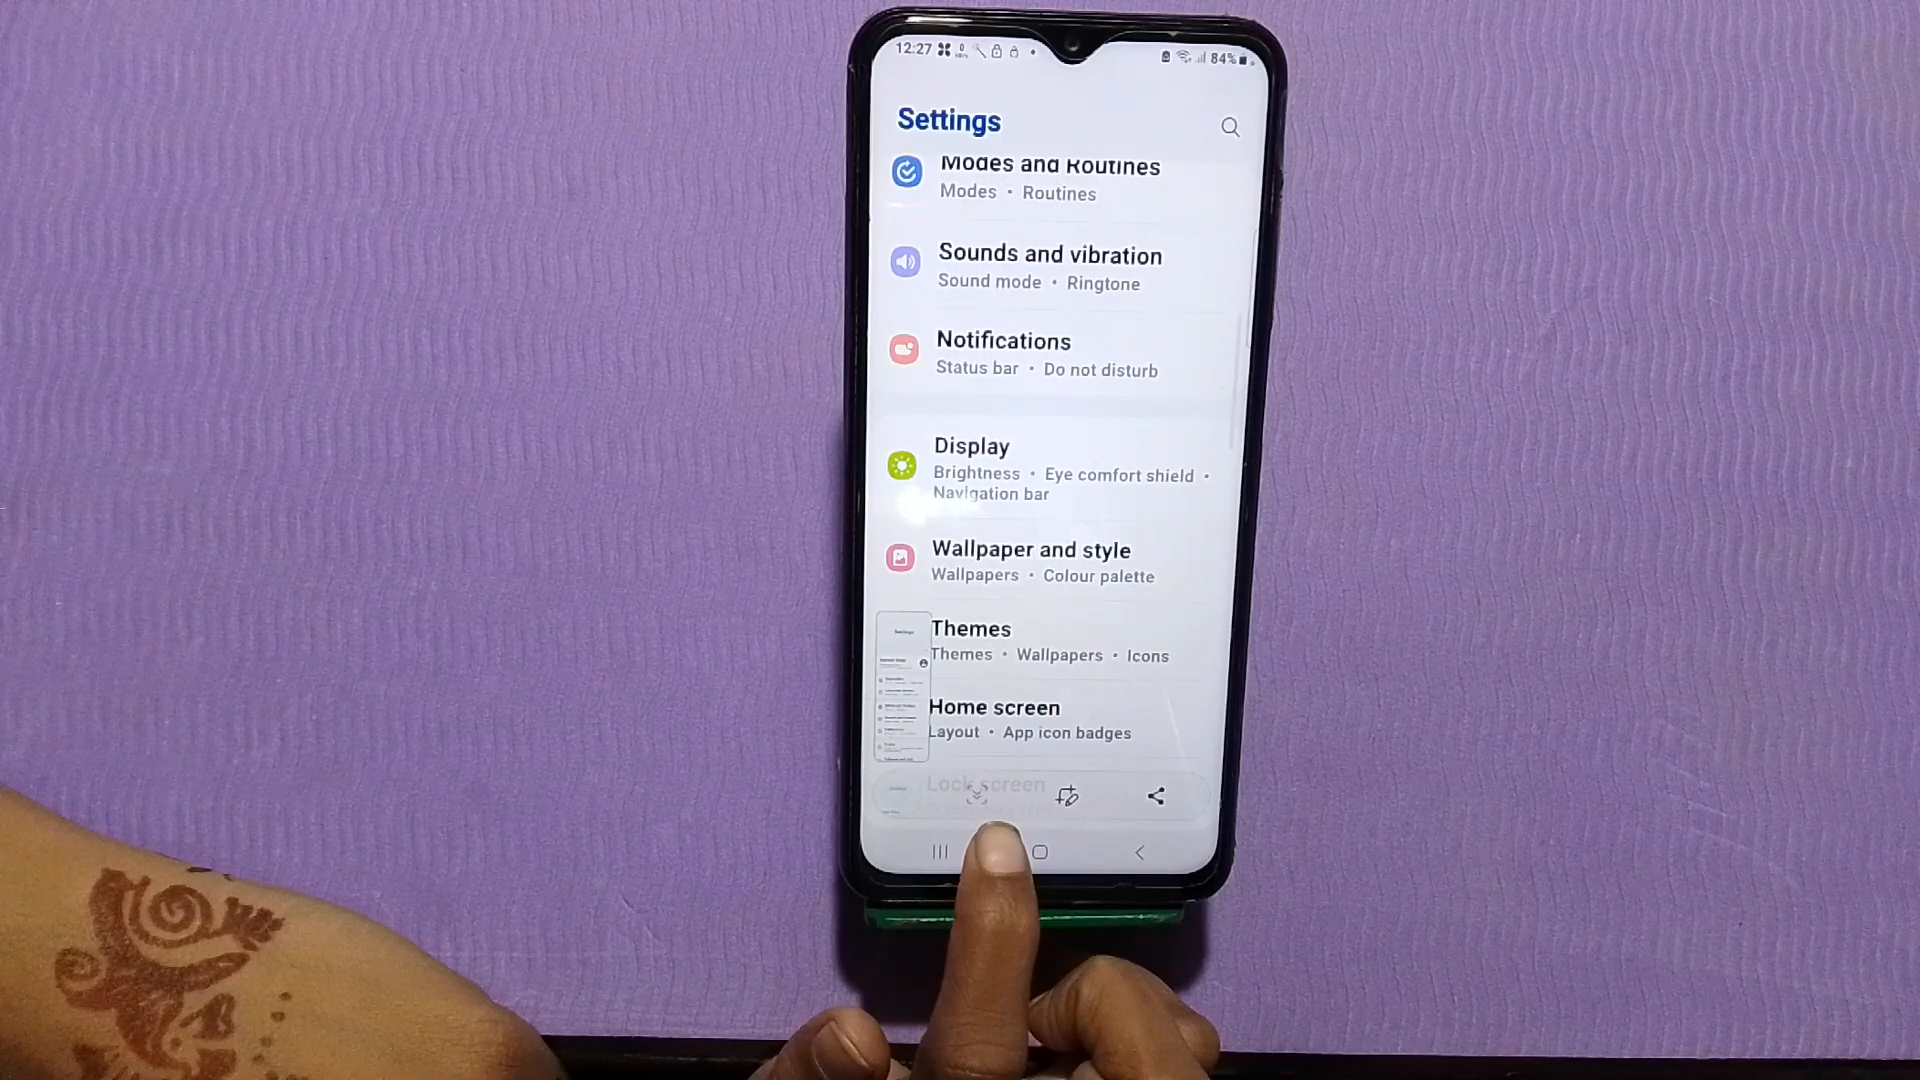 12:27
84%
Settings
Modes and Routines
Modes • Routines
Sounds and vibration
Sound mode • Ringtone
Notifications
Status bar • Do not disturb
Display
Brightness • Eye comfort shield •
Navigation bar
Wallpaper and style
Wallpapers • Colour palette
Settings
Themes
Themes • Wallpapers • Icons
Home screen
Layout • App icon badges
Lock screen